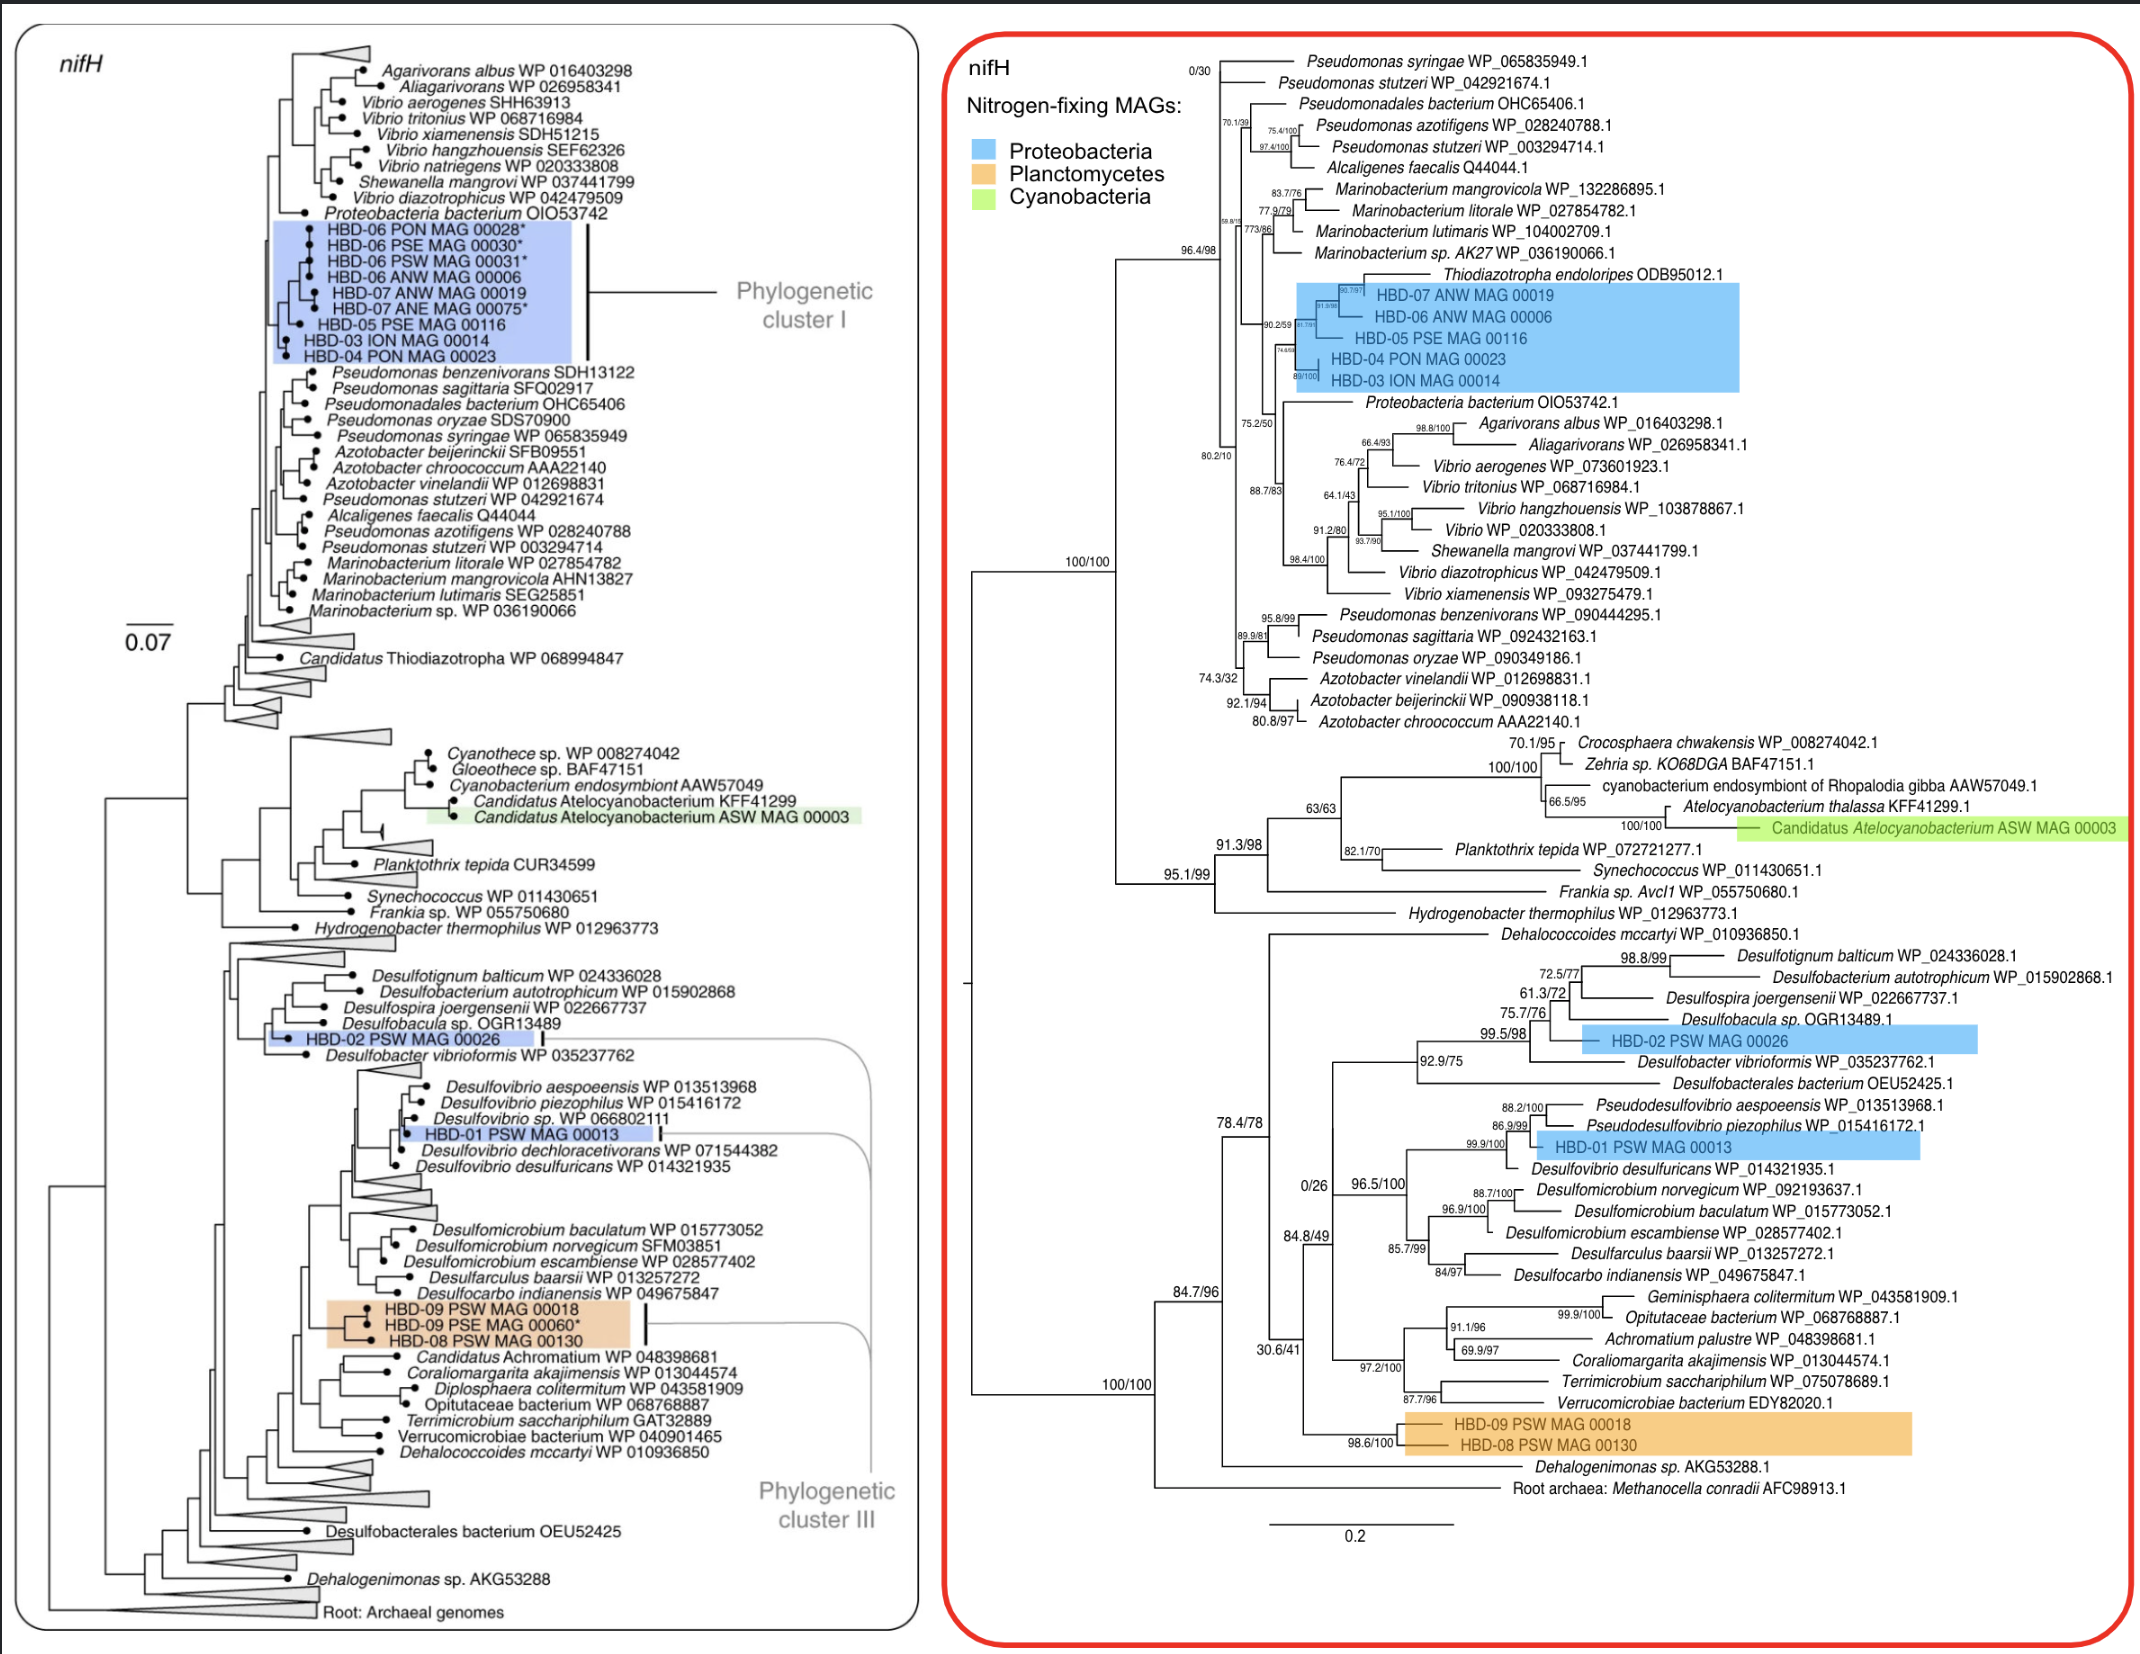 nifH
Agarivorans albus WP 016403298
Aliagarivorans WP 026958341
Vibrio aerogenes SHH63913
Vibrio tritonius WP 068716984
Vibrio xiamenensis SDH51215
Vibrio hangzhouensis SEF62326
Vibrio natriegens WP 020333808
Shewanella mangrovi WP 037441799
Vibrio diazotrophicus WP 042479509
Proteobacteria bacterium OIO53742
HBD-06 PON MAG 00028*
HBD-06 PSE MAG 00030*
HBD-06 PSW MAG 00031*
HBD-06 ANW MAG 00006
HBD-07 ANW MAG 00019
HBD-07 ANE MAG 00075*
HBD-05 PSE MAG 00116
HBD-03 ION MAG 00014
HBD-04 PON MAG 00023
Phylogenetic
cluster I
Pseudomonas benzenivorans SDH13122
Pseudomonas sagittaria SFQ02917
Pseudomonadales bacterium OHC65406
Pseudomonas oryzae SDS70900
Pseudomonas syringae WP 065835949
Azotobacter beijerinckii SFB09551
Azotobacter chroococcum AAA22140
Azotobacter vinelandii WP 012698831
Pseudomonas stutzeri WP 042921674
Alcaligenes faecalis Q44044
Pseudomonas azotifigens WP 028240788
Pseudomonas stutzeri WP 003294714
Marinobacterium litorale WP 027854782
Marinobacterium mangrovicola AHN13827
Marinobacterium lutimaris SEG25851
Marinobacterium sp. WP 036190066
0.07
Candidatus Thiodiazotropha WP 068994847
Cyanothece sp. WP 008274042
Gloeothece sp. BAF47151
Cyanobacterium endosymbiont AAW57049
Candidatus Atelocyanobacterium KFF41299
Candidatus Atelocyanobacterium ASW MAG 00003
Planktothrix tepida CUR34599
Synechococcus WP 011430651
Frankia sp. WP 055750680
Hydrogenobacter thermophilus WP 012963773
Desulfotignum balticum WP 024336028
Desulfobacterium autotrophicum WP 015902868
Desulfospira joergensenii WP 022667737
Desulfobacula sp. OGR13489
HBD-02 PSW MAG 00026
Desulfobacter vibrioformis WP 035237762
Desulfovibrio aespoeensis WP 013513968
Desulfovibrio piezophilus WP 015416172
Desulfovibrio sp. WP 066802111
HBD-01 PSW MAG 00013
Desulfovibrio dechloracetivorans WP 071544382
Desulfovibrio desulfuricans WP 014321935
Desulfomicrobium baculatum WP 015773052
Desulfomicrobium norvegicum SFM03851
Desulfomicrobium escambiense WP 028577402
Desulfarculus baarsii WP 013257272
Desulfocarbo indianensis WP 049675847
HBD-09 PSW MAG 00018
HBD-09 PSE MAG 00060*
HBD-08 PSW MAG 00130
Candidatus Achromatium WP 048398681
Coraliomargarita akajimensis WP 013044574
Diplosphaera colitermitum WP 043581909
Opitutaceae bacterium WP 068768887
Terrimicrobium sacchariphilum GAT32889
Verrucomicrobiae bacterium WP 040901465
Dehalococcoides mccartyi WP 010936850
Phylogenetic
cluster III
Desulfobacterales bacterium OEU52425
Dehalogenimonas sp. AKG53288
Root: Archaeal genomes
nifH
Nitrogen-fixing MAGs:
Proteobacteria
Planctomycetes
Cyanobacteria
0/30
Pseudomonas syringae WP_065835949.1
Pseudomonas stutzeri WP_042921674.1
Pseudomonadales bacterium OHC65406.1
70.1/39
75.4/100
Pseudomonas azotifigens WP_028240788.1
97.4/100
Pseudomonas stutzeri WP_003294714.1
Alcaligenes faecalis Q44044.1
83.7/76
Marinobacterium mangrovicola WP_132286895.1
77.9/79
Marinobacterium litorale WP_027854782.1
773/86
Marinobacterium lutimaris WP_104002709.1
96.4/98
Marinobacterium sp. AK27 WP_036190066.1
Thiodiazotropha endoloripes ODB95012.1
90.7/97
HBD-07 ANW MAG 00019
HBD-06 ANW MAG 00006
90.2/59
HBD-05 PSE MAG 00116
HBD-04 PON MAG 00023
89/100
HBD-03 ION MAG 00014
Proteobacteria bacterium OIO53742.1
75.2/50
98.8/100
Agarivorans albus WP_016403298.1
66.4/93
Aliagarivorans WP_026958341.1
80.2/10
76.4/72
Vibrio aerogenes WP_073601923.1
88.7/83
64.1/43
Vibrio tritonius WP_068716984.1
95.1/100
Vibrio hangzhouensis WP_103878867.1
91.2/80
Vibrio WP_020333808.1
93.7/90
Shewanella mangrovi WP_037441799.1
98.4/100
Vibrio diazotrophicus WP_042479509.1
Vibrio xiamenensis WP_093275479.1
100/100
95.8/99
Pseudomonas benzenivorans WP_090444295.1
89.9/81
Pseudomonas sagittaria WP_092432163.1
Pseudomonas oryzae WP_090349186.1
74.3/32
Azotobacter vinelandii WP_012698831.1
92.1/94
Azotobacter beijerinckii WP_090938118.1
80.8/97
Azotobacter chroococcum AAA22140.1
70.1/95
Crocosphaera chwakensis WP_008274042.1
100/100
Zehria sp. KO68DGA BAF47151.1
cyanobacterium endosymbiont of Rhopalodia gibba AAW57049.1
66.5/95
63/63
Atelocyanobacterium thalassa KFF41299.1
100/100
Candidatus Atelocyanobacterium ASW MAG 00003
91.3/98
82.1/70
Planktothrix tepida WP_072721277.1
95.1/99
Synechococcus WP_011430651.1
Frankia sp. AvcI1 WP_055750680.1
Hydrogenobacter thermophilus WP_012963773.1
Dehalococcoides mccartyi WP_010936850.1
98.8/99
Desulfotignum balticum WP_024336028.1
72.5/77
Desulfobacterium autotrophicum WP_015902868.1
61.3/72
Desulfospira joergensenii WP_022667737.1
75.7/76
Desulfobacula sp. OGR13489.1
99.5/98
HBD-02 PSW MAG 00026
92.9/75
Desulfobacter vibrioformis WP_035237762.1
Desulfobacterales bacterium OEU52425.1
78.4/78
88.2/100
Pseudodesulfovibrio aespoeensis WP_013513968.1
86.9/99
Pseudodesulfovibrio piezophilus WP_015416172.1
99.9/100
HBD-01 PSW MAG 00013
Desulfovibrio desulfuricans WP_014321935.1
0/26
96.5/100
88.7/100
Desulfomicrobium norvegicum WP_092193637.1
96.9/100
Desulfomicrobium baculatum WP_015773052.1
84.8/49
Desulfomicrobium escambiense WP_028577402.1
85.7/99
Desulfarculus baarsii WP_013257272.1
84/97
Desulfocarbo indianensis WP_049675847.1
84.7/96
Geminisphaera colitermitum WP_043581909.1
99.9/100
Opitutaceae bacterium WP_068768887.1
91.1/96
Achromatium palustre WP_048398681.1
30.6/41
69.9/97
Coraliomargarita akajimensis WP_013044574.1
97.2/100
Terrimicrobium sacchariphilum WP_075078689.1
100/100
87.7/96
Verrucomicrobiae bacterium EDY82020.1
HBD-09 PSW MAG 00018
98.6/100
HBD-08 PSW MAG 00130
Dehalogenimonas sp. AKG53288.1
Root archaea: Methanocella conradii AFC98913.1
0.2